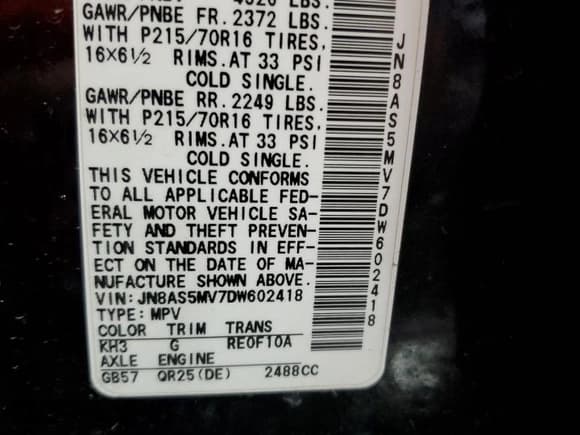 LBS.
GAWR/PNBE FR. 2372 LBS.
WITH P215/70R16 TIRES,
16X6½ RIMS. AT 33 PSI
COLD SINGLE.
GAWR/PNBE RR. 2249 LBS.
WITH P215/70R16 TIRES,
16X6½ RIMS. AT 33 PSI
COLD SINGLE.
THIS VEHICLE CONFORMS
TO ALL APPLICABLE FED-
ERAL MOTOR VEHICLE SA-
FETY AND THEFT PREVEN-
TION STANDARDS IN EFF-
ECT ON THE DATE OF MA-
NUFACTURE SHOWN ABOVE.
VIN: JN8AS5MV7DW602418
TYPE: MPV
COLOR TRIM TRANS
KH3 G RE0F10A
AXLE ENGINE
GB57 QR25(DE) 2488CC
JN8AS5MV7DW602418